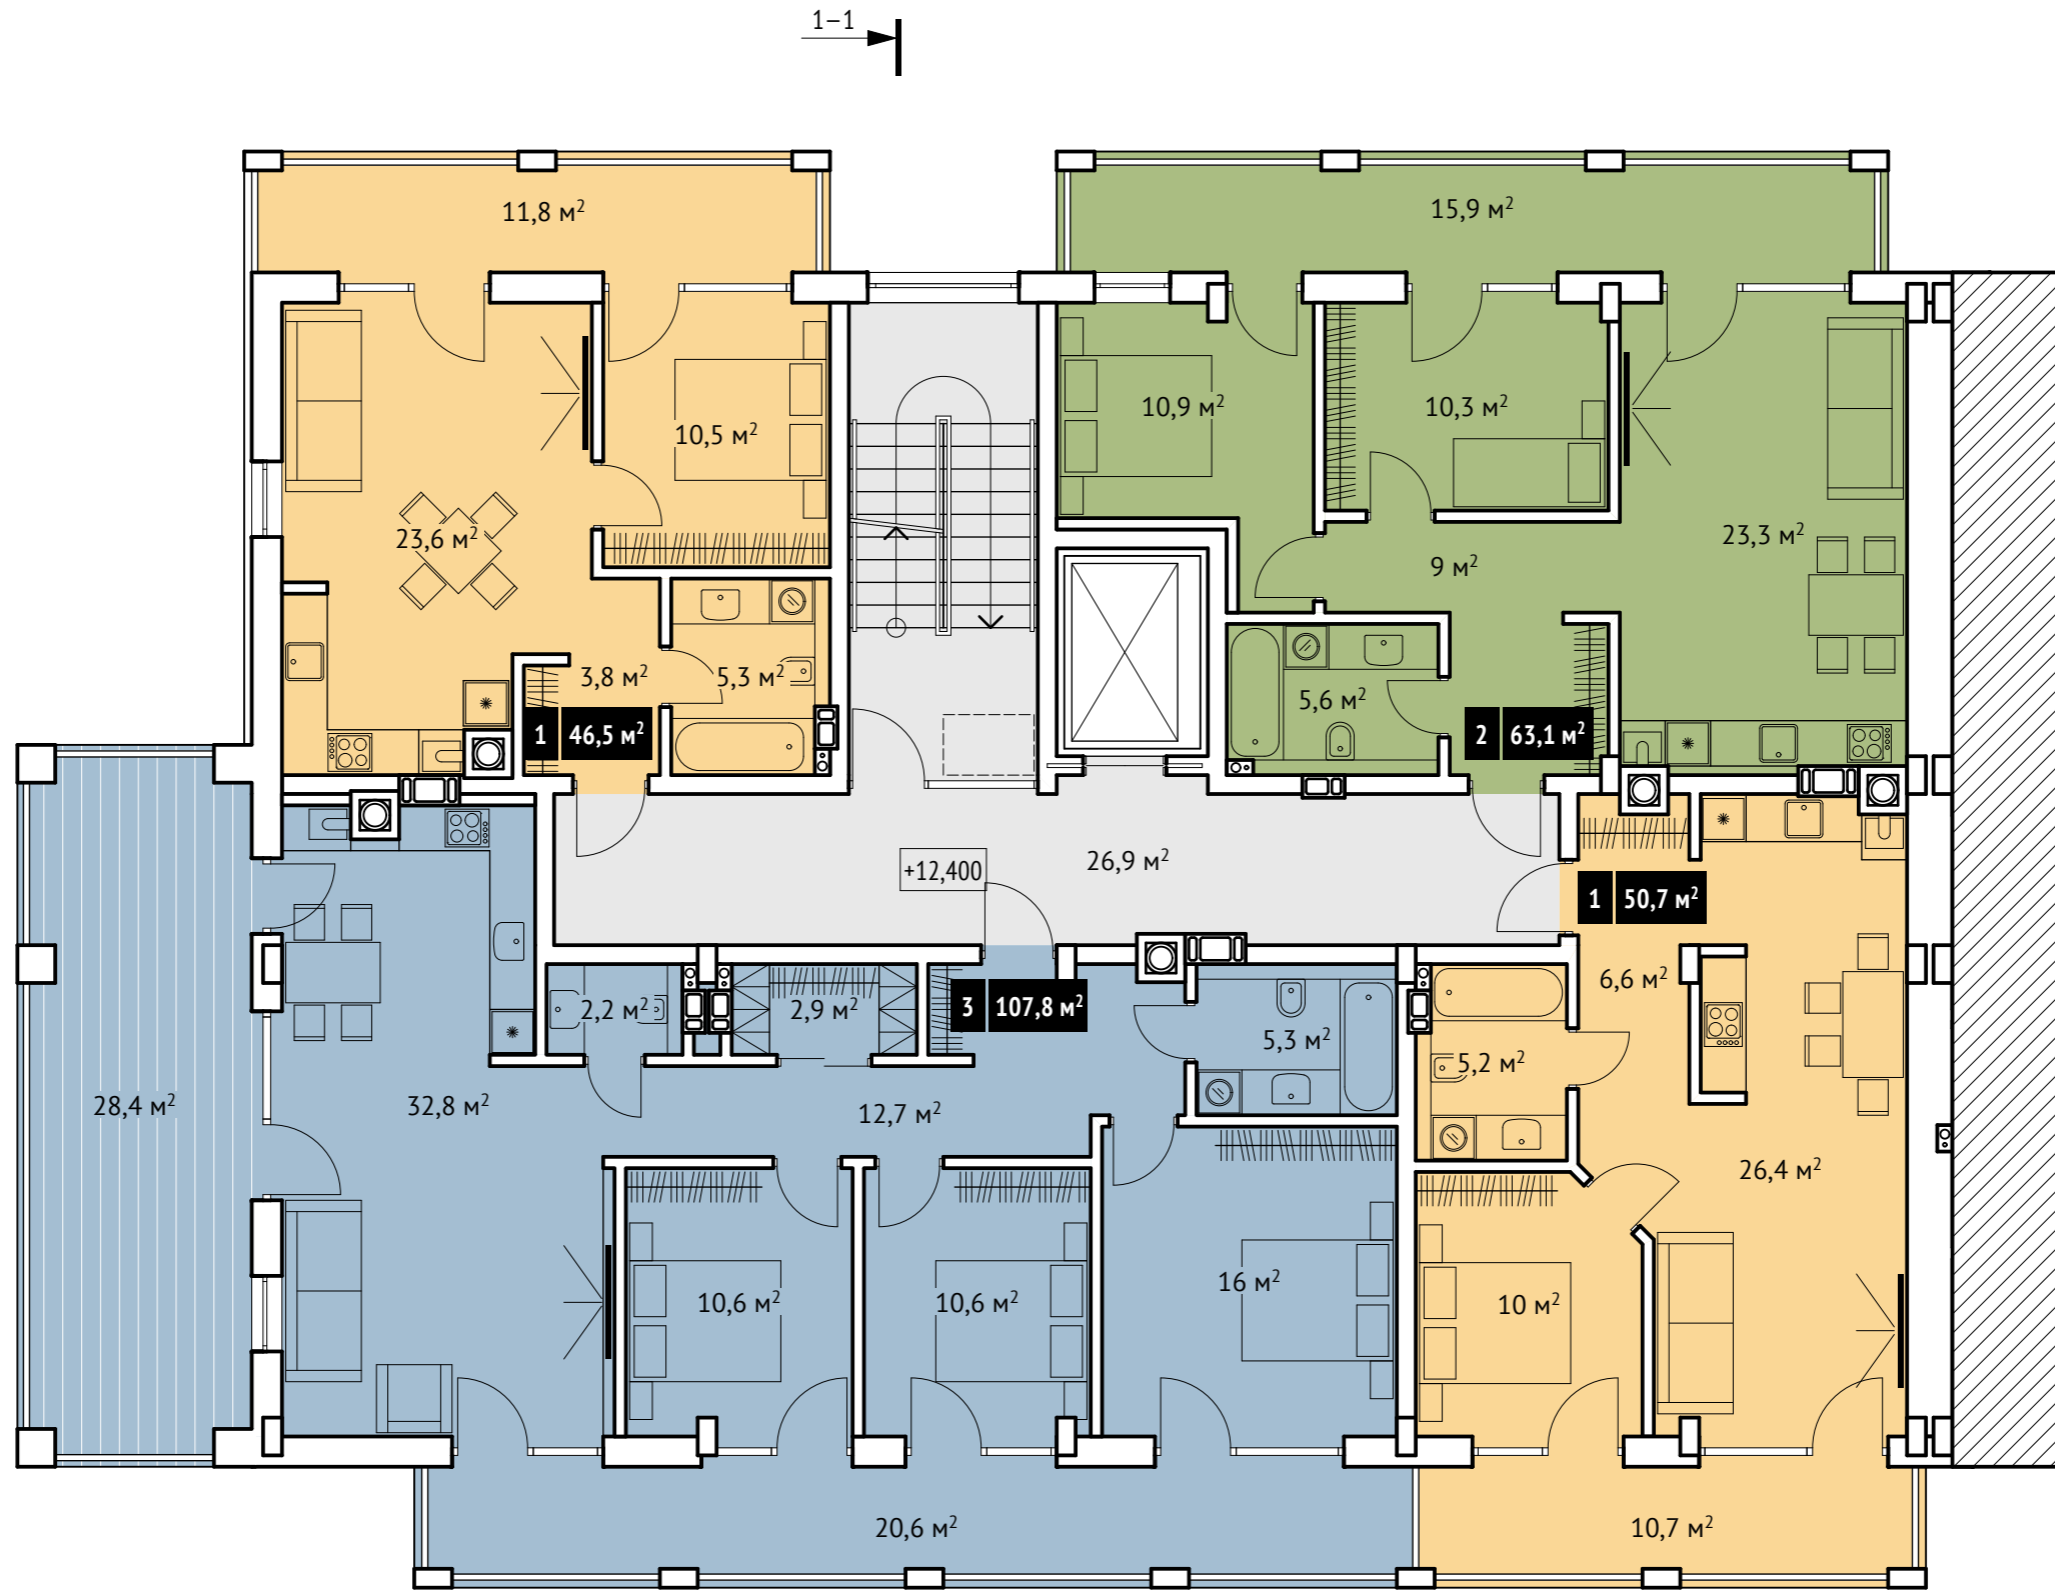 1–1
11,8 м²
15,9 м²
10,5 м²
10,9 м²
10,3 м²
23,6 м²
23,3 м²
9 м²
3,8 м²
5,3 м²
5,6 м²
1 46,5 м²
2 63,1 м²
+12,400
26,9 м²
1 50,7 м²
6,6 м²
2,2 м²
2,9 м²
3 107,8 м²
5,3 м²
5,2 м²
28,4 м²
32,8 м²
12,7 м²
26,4 м²
10,6 м²
10,6 м²
16 м²
10 м²
20,6 м²
10,7 м²